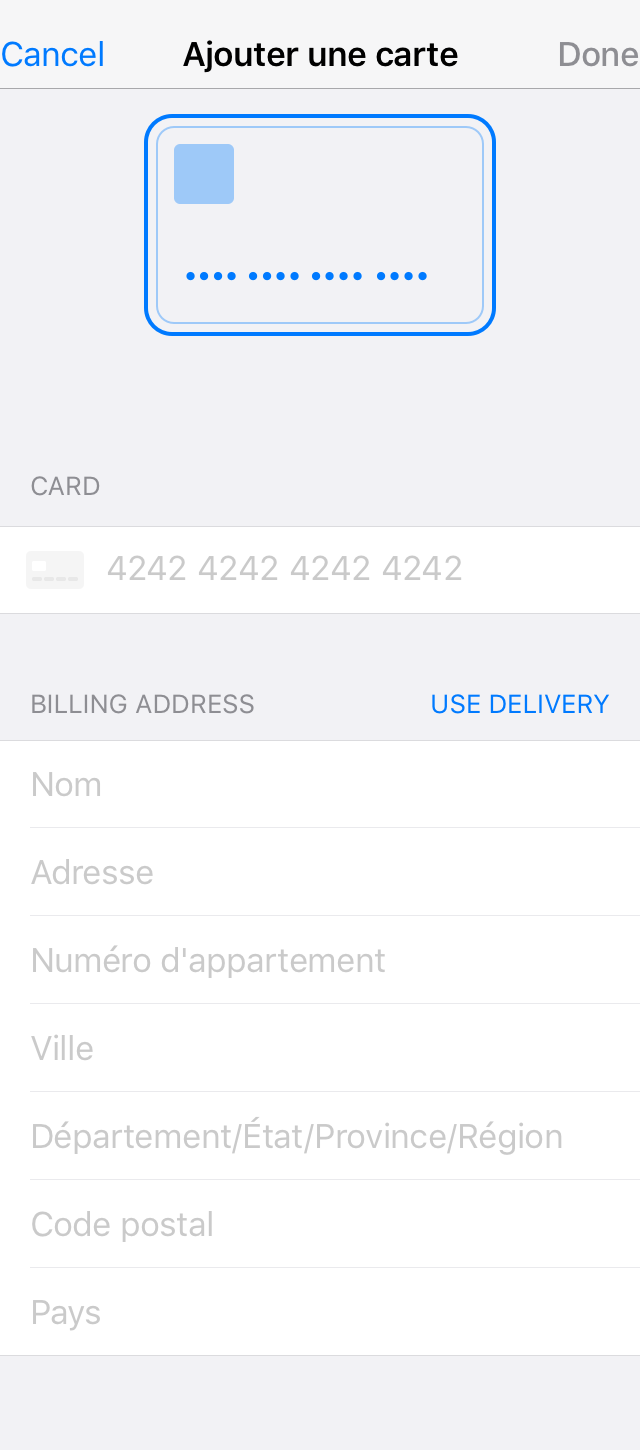 Cancel Ajouter une carte Done
•••• •••• •••• ••••
CARD
4242 4242 4242 4242
BILLING ADDRESS USE DELIVERY
Nom
Adresse
Numéro d'appartement
Ville
Département/État/Province/Région
Code postal
Pays